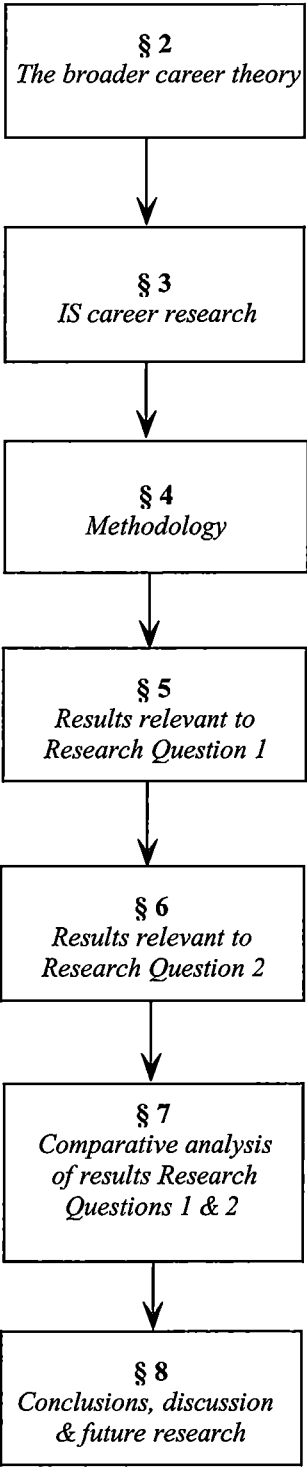 § 2
The broader career theory
§ 3
IS career research
§ 4
Methodology
§ 5
Results relevant to
Research Question 1
§ 6
Results relevant to
Research Question 2
§ 7
Comparative analysis
of results Research
Questions 1 & 2
§ 8
Conclusions, discussion
& future research